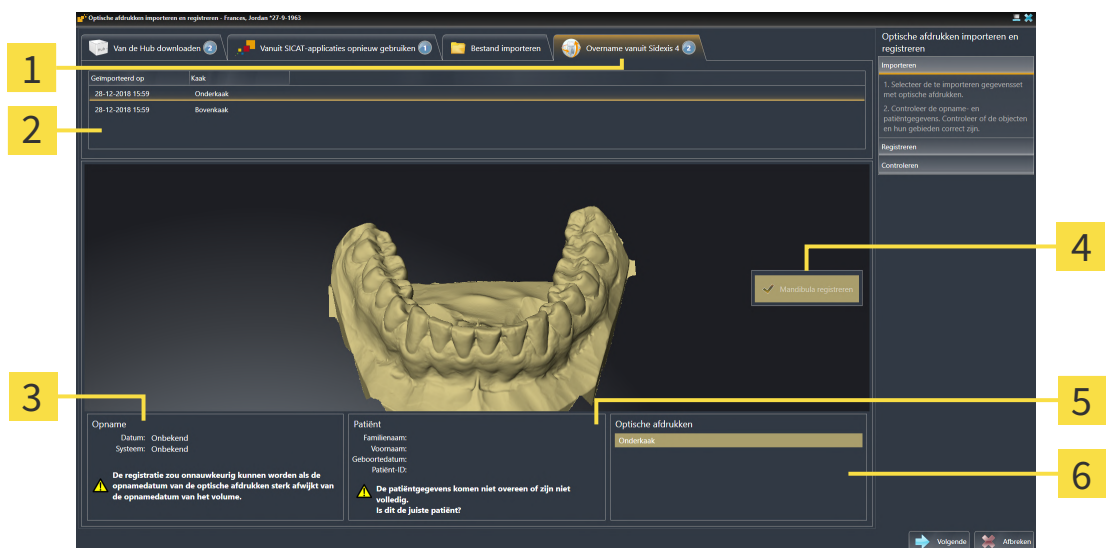 Optische afdrukken importeren en registreren - Frances, Jordan *27-9-1963
Van de Hub downloaden 2
Vanuit SICAT-applicaties opnieuw gebruiken 1
Bestand importeren
Overname vanuit Sidexis 4 2
Optische afdrukken importeren en
registreren
1
Geïmporteerd op Kaak
28-12-2018 15:59 Onderkaak
28-12-2018 15:59 Bovenkaak
2
Importeren
1. Selecteer de te importeren gegevensset
met optische afdrukken.
2. Controleer de opname- en
patiëntgegevens. Controleer of de objecten
en hun gebieden correct zijn.
Registreren
Controleren
4
Mandibula registreren
3
Opname
Datum: Onbekend
Systeem: Onbekend
De registratie zou onnauwkeurig kunnen worden als de
opnamedatum van de optische afdrukken sterk afwijkt van
de opnamedatum van het volume.
Patiënt
Familienaam:
Voornaam:
Geboortedatum:
Patiënt-ID:
De patiëntgegevens komen niet overeen of zijn niet
volledig.
Is dit de juiste patiënt?
Optische afdrukken
Onderkaak
5
6
Volgende
Afbreken